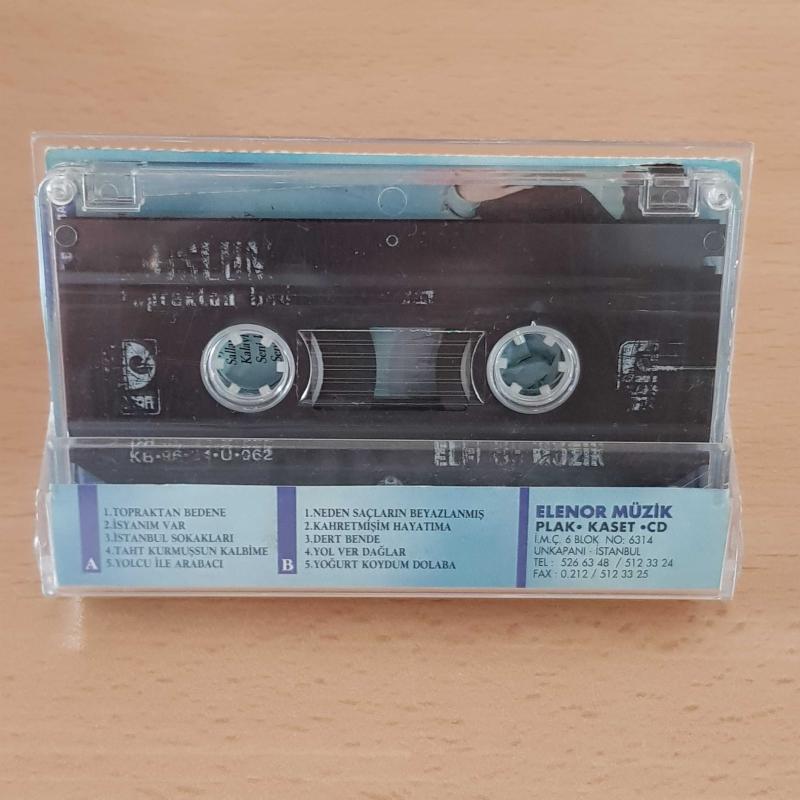 1.TOPRAKTAN BEDENE
2.İSYANIM VAR
3.İSTANBUL SOKAKLARI
4.TAHT KURMUŞSUN KALBİME
5.YOLCU İLE ARABACI
A
1.NEDEN SAÇLARIN BEYAZLANMIŞ
2.KAHRETMİŞİM HAYATIMA
3.DERT BENDE
4.YOL VER DAĞLAR
5.YOĞURT KOYDUM DOLABA
B
ELENOR MÜZİK
PLAK• KASET •CD
İ.M.Ç. 6 BLOK NO: 6314
UNKAPANI - İSTANBUL
TEL : 526 63 48 / 512 33 24
FAX : 0.212 / 512 33 25